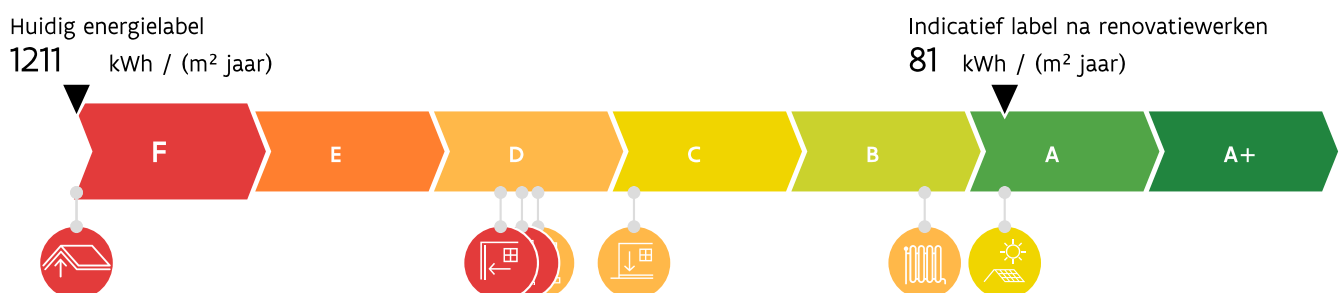 Huidig energielabel
1211 kWh / (m² jaar)
Indicatief label na renovatiewerken
81 kWh / (m² jaar)
F E D C B A A+